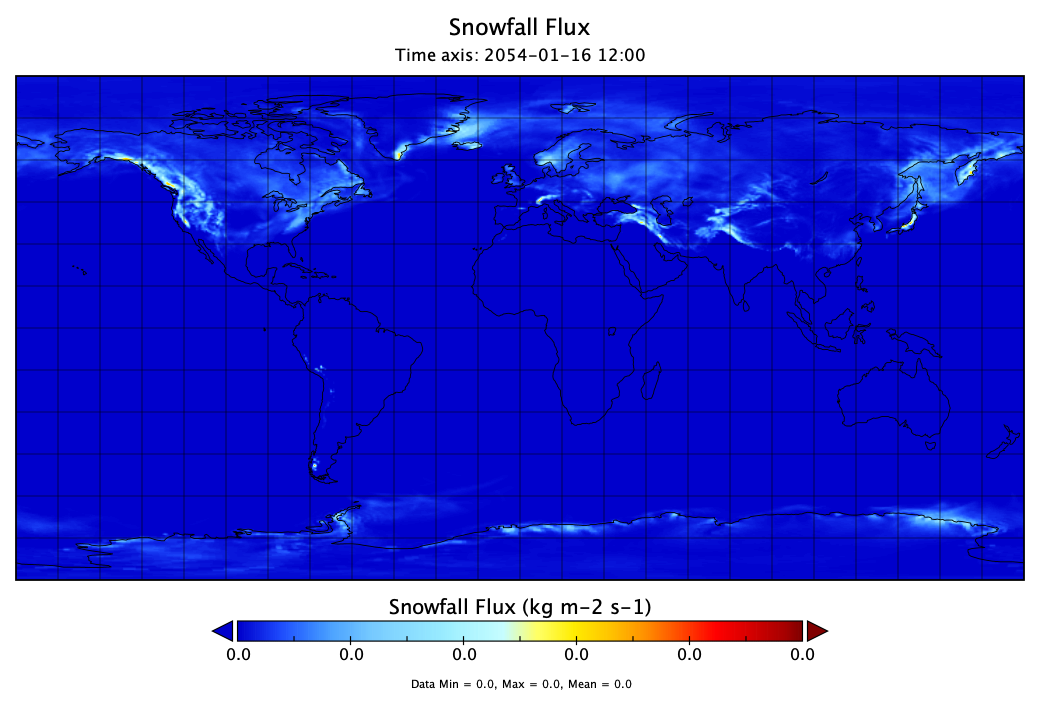 Snowfall Flux
Time axis: 2054-01-16 12:00
Snowfall Flux (kg m-2 s-1)
0.0 0.0 0.0 0.0 0.0 0.0
Data Min = 0.0, Max = 0.0, Mean = 0.0